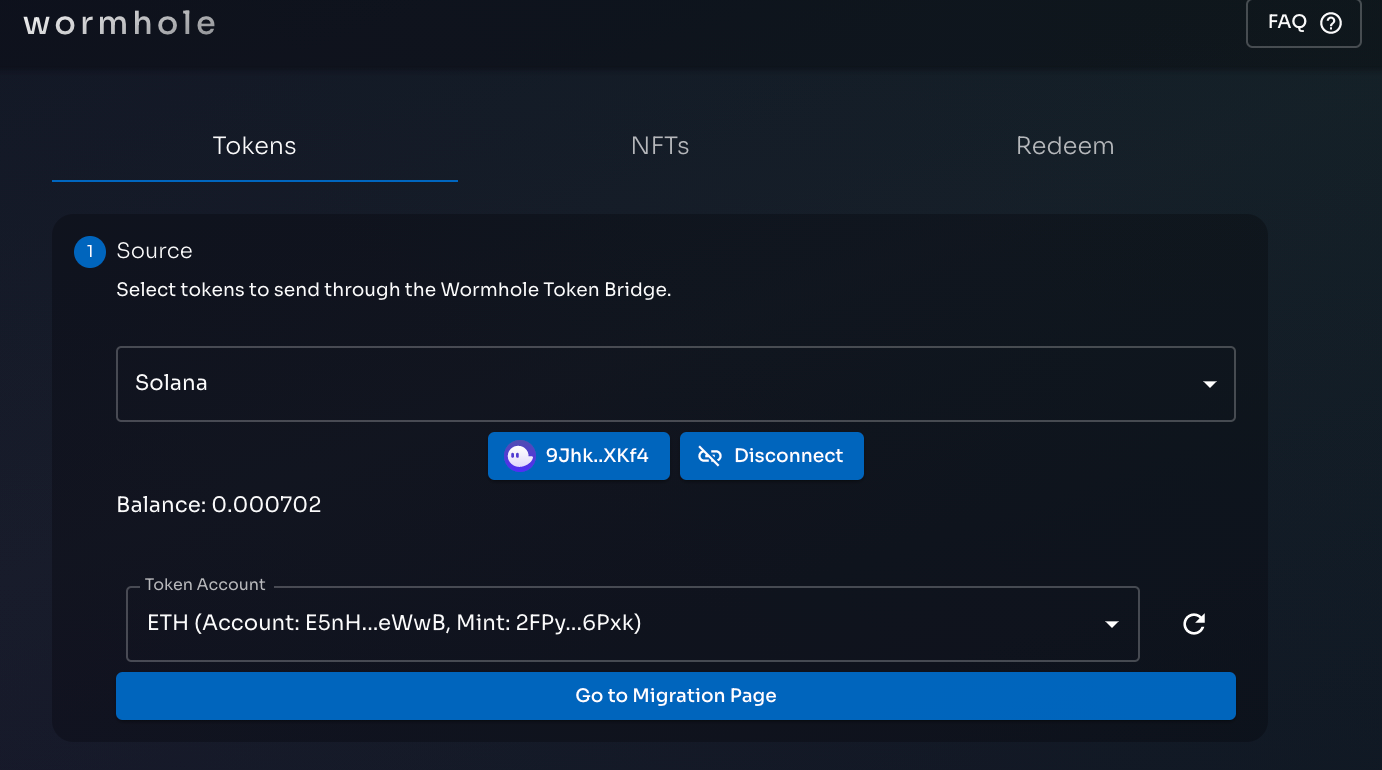 wormhole
FAQ
Tokens
NFTs
Redeem
1 Source
Select tokens to send through the Wormhole Token Bridge.
Solana
9Jhk..XKf4
Disconnect
Balance: 0.000702
Token Account
ETH (Account: E5nH...eWwB, Mint: 2FPy...6Pxk)
Go to Migration Page